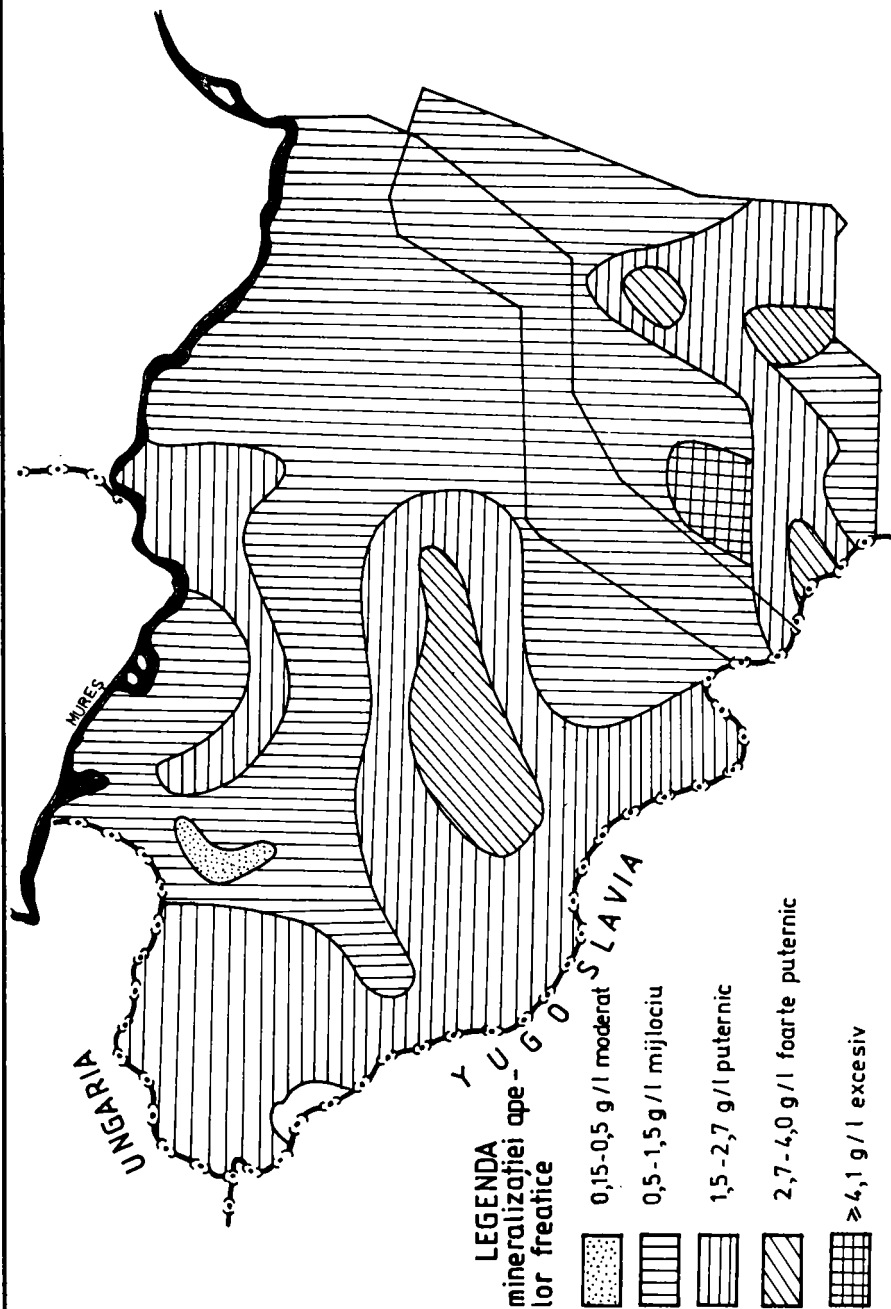 MURES
UNGARIA
YUGOSLAVIA
LEGENDA
mineralizației ape-
lor freatice
0,15-0,5 g/l moderat
0,5-1,5g/l mijlociu
1,5-2,7 g/l puternic
2,7-4,0 g/l foarte puternic
⩾4,1 g/l excesiv